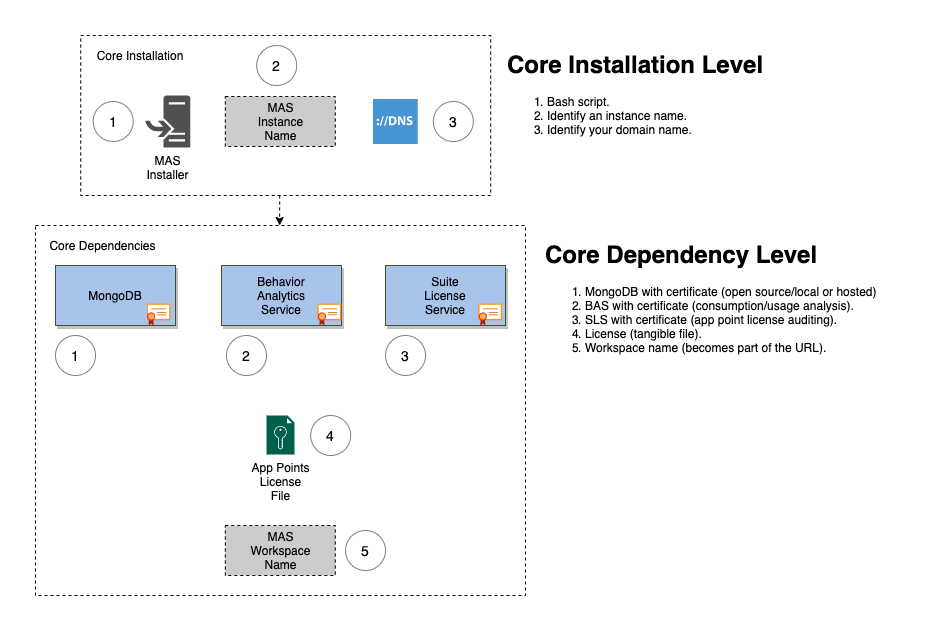 Core Installation
2
1
MAS
Instance
Name
://DNS
3
MAS
Installer
Core Installation Level
1. Bash script.
2. Identify an instance name.
3. Identify your domain name.
Core Dependencies
MongoDB
Behavior
Analytics
Service
Suite
License
Service
1
2
3
4
App Points
License
File
MAS
Workspace
Name
5
Core Dependency Level
1. MongoDB with certificate (open source/local or hosted)
2. BAS with certificate (consumption/usage analysis).
3. SLS with certificate (app point license auditing).
4. License (tangible file).
5. Workspace name (becomes part of the URL).